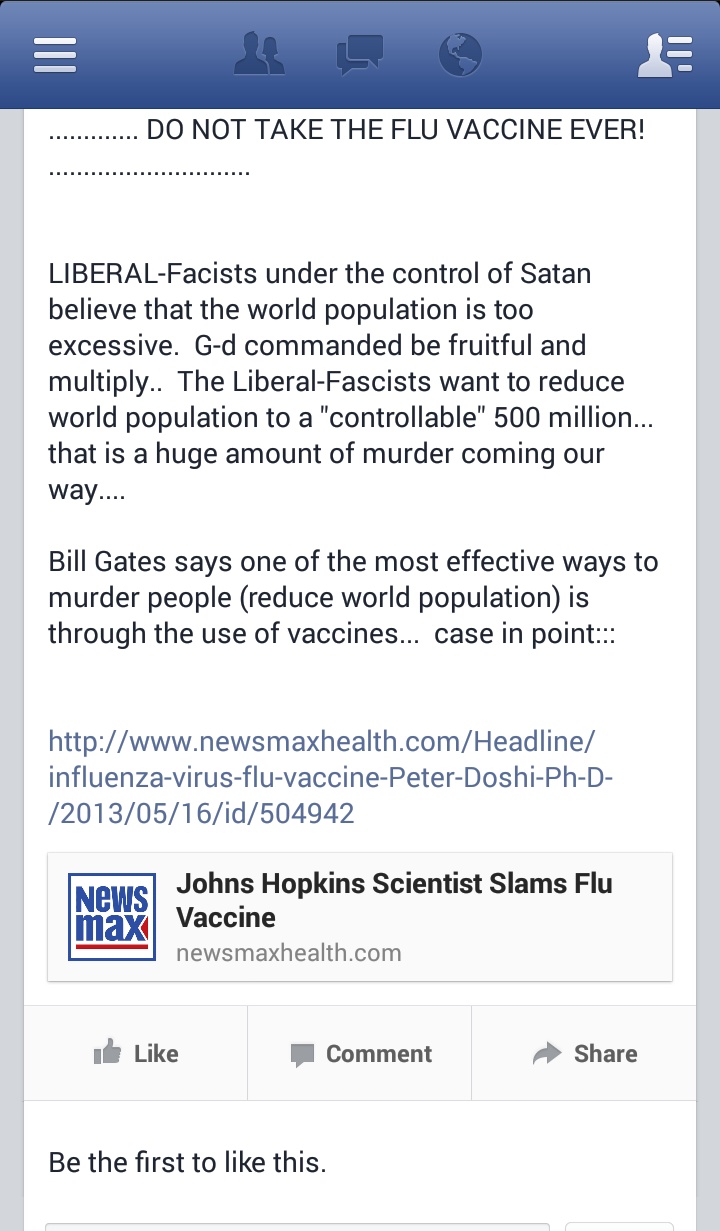 ............. DO NOT TAKE THE FLU VACCINE EVER!
.............................
LIBERAL-Facists under the control of Satan
believe that the world population is too
excessive.  G-d commanded be fruitful and
multiply..  The Liberal-Fascists want to reduce
world population to a "controllable" 500 million...
that is a huge amount of murder coming our
way....
Bill Gates says one of the most effective ways to
murder people (reduce world population) is
through the use of vaccines...  case in point:::
http://www.newsmaxhealth.com/Headline/
influenza-virus-flu-vaccine-Peter-Doshi-Ph-D-
/2013/05/16/id/504942
News
max
Johns Hopkins Scientist Slams Flu
Vaccine
newsmaxhealth.com
Like
Comment
Share
Be the first to like this.